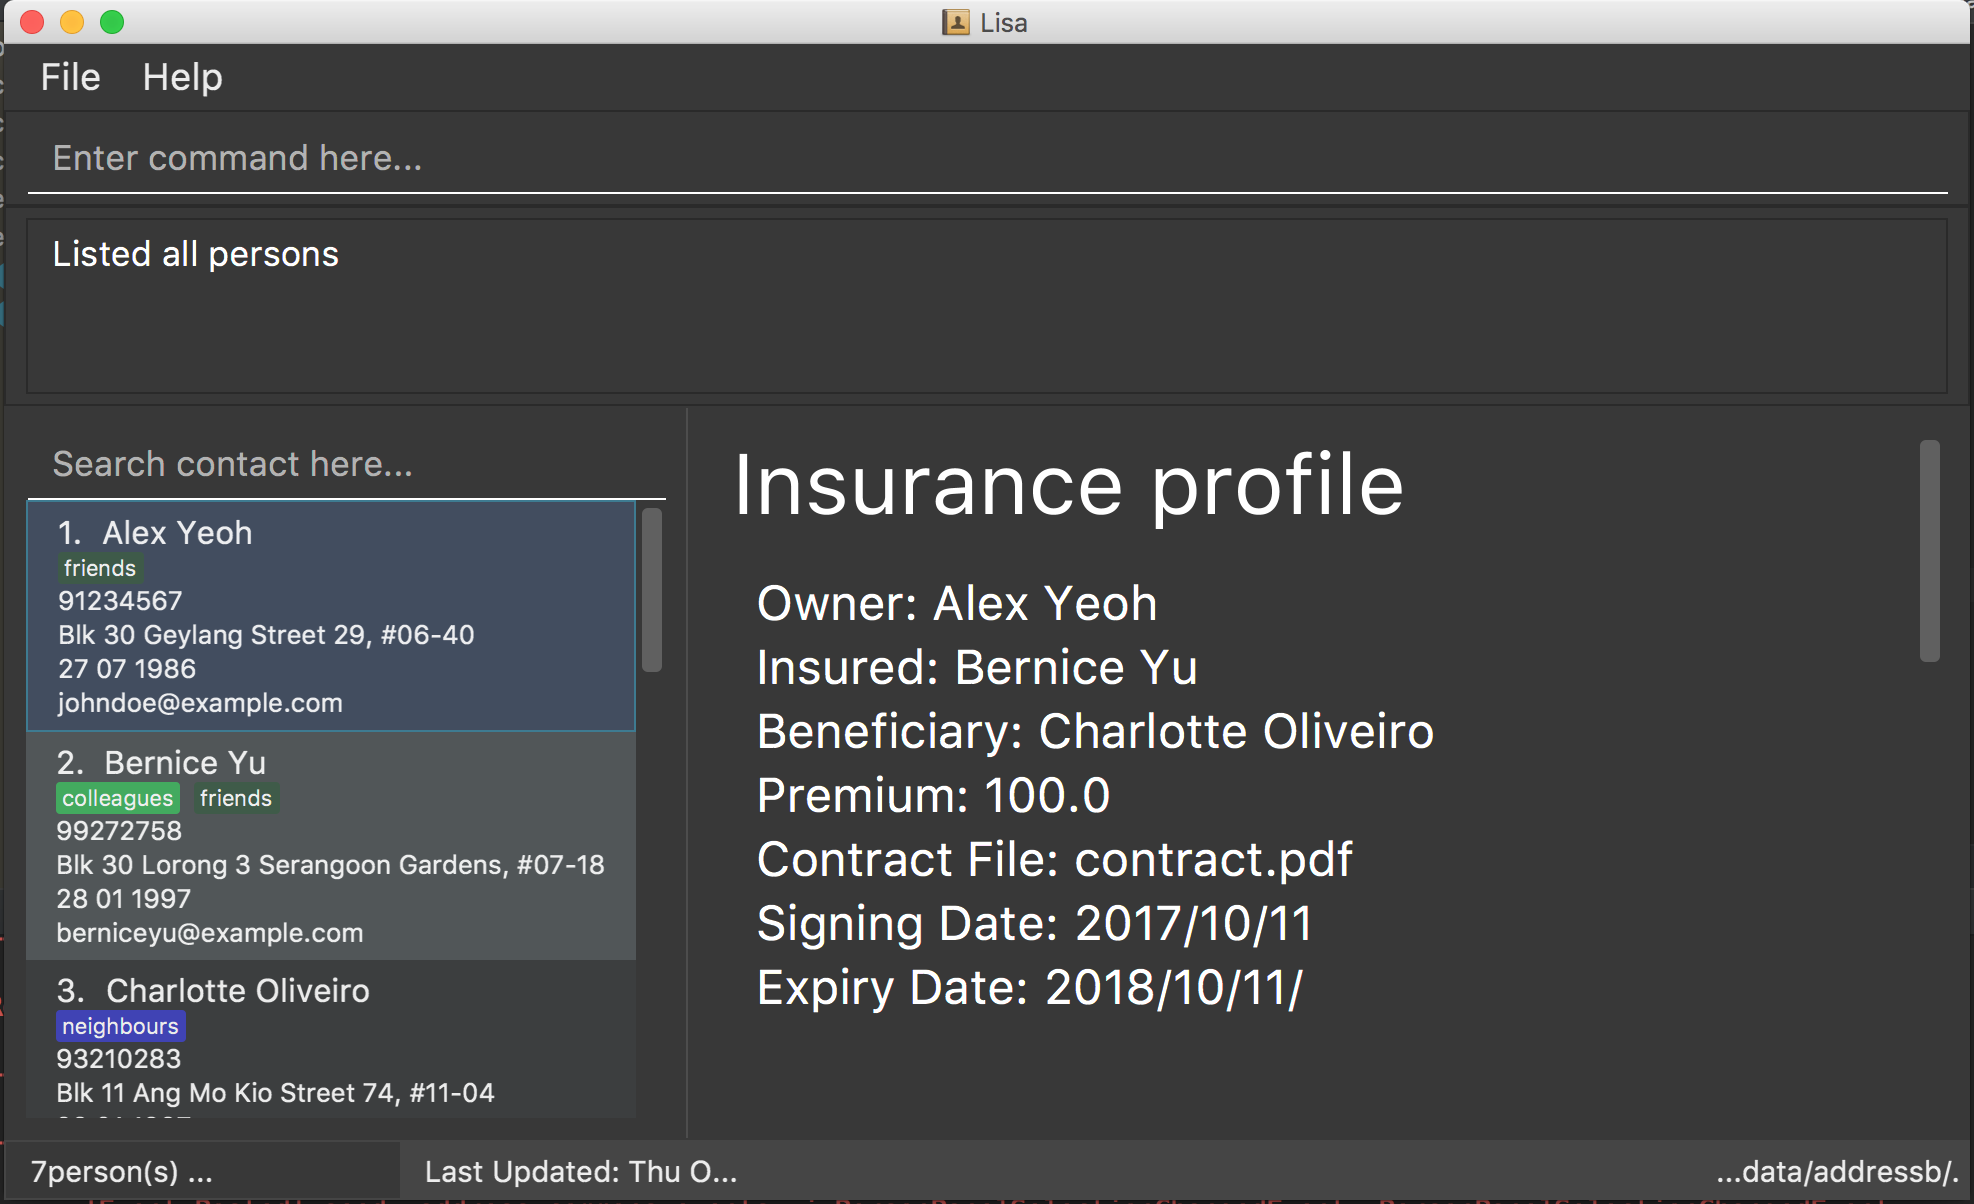 Lisa
File Help
Enter command here...
Listed all persons
Search contact here...
1. Alex Yeoh
friends
91234567
Blk 30 Geylang Street 29, #06-40
27 07 1986
johndoe@example.com
2. Bernice Yu
colleagues friends
99272758
Blk 30 Lorong 3 Serangoon Gardens, #07-18
28 01 1997
berniceyu@example.com
3. Charlotte Oliveiro
neighbours
93210283
Blk 11 Ang Mo Kio Street 74, #11-04
Insurance profile
Owner: Alex Yeoh
Insured: Bernice Yu
Beneficiary: Charlotte Oliveiro
Premium: 100.0
Contract File: contract.pdf
Signing Date: 2017/10/11
Expiry Date: 2018/10/11/
7person(s) ...
Last Updated: Thu O...
...data/addressb/.